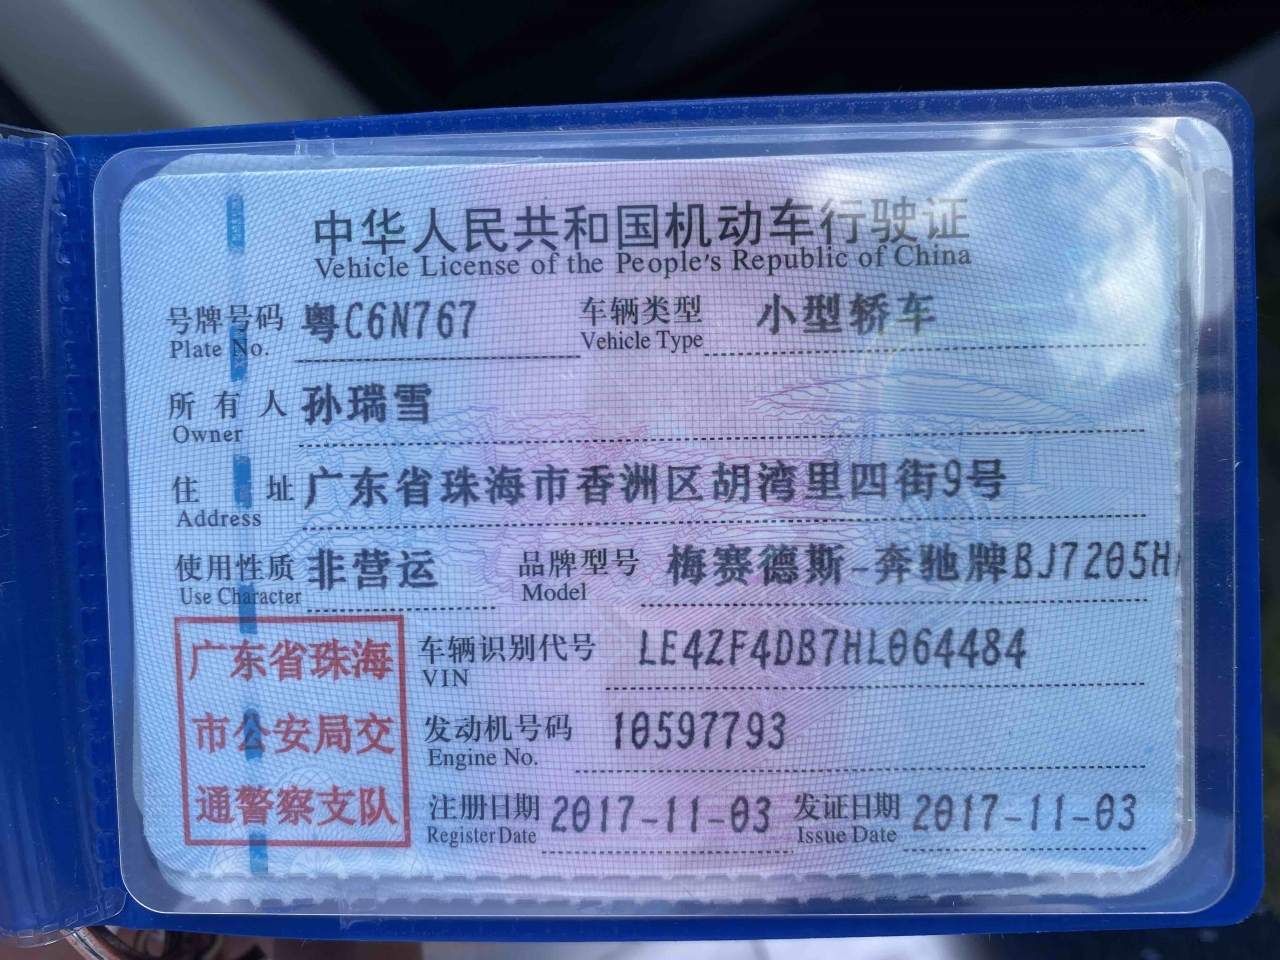 中华人民共和国机动车行驶证
Vehicle License of the People's Republic of China
号牌号码 粤C6N767 车辆类型 小型轿车
Plate No. Vehicle Type
所有人 孙瑞雪
Owner
住址 广东省珠海市香洲区胡湾里四街9号
Address
使用性质 非营运 品牌型号 梅赛德斯-奔驰牌BJ7205H
Use Character Model
广东省珠海
市公安局交
通警察支队
车辆识别代号 LE4ZF4DB7HL064484
VIN
发动机号码 10597793
Engine No.
注册日期 2017-11-03 发证日期 2017-11-03
Register Date Issue Date